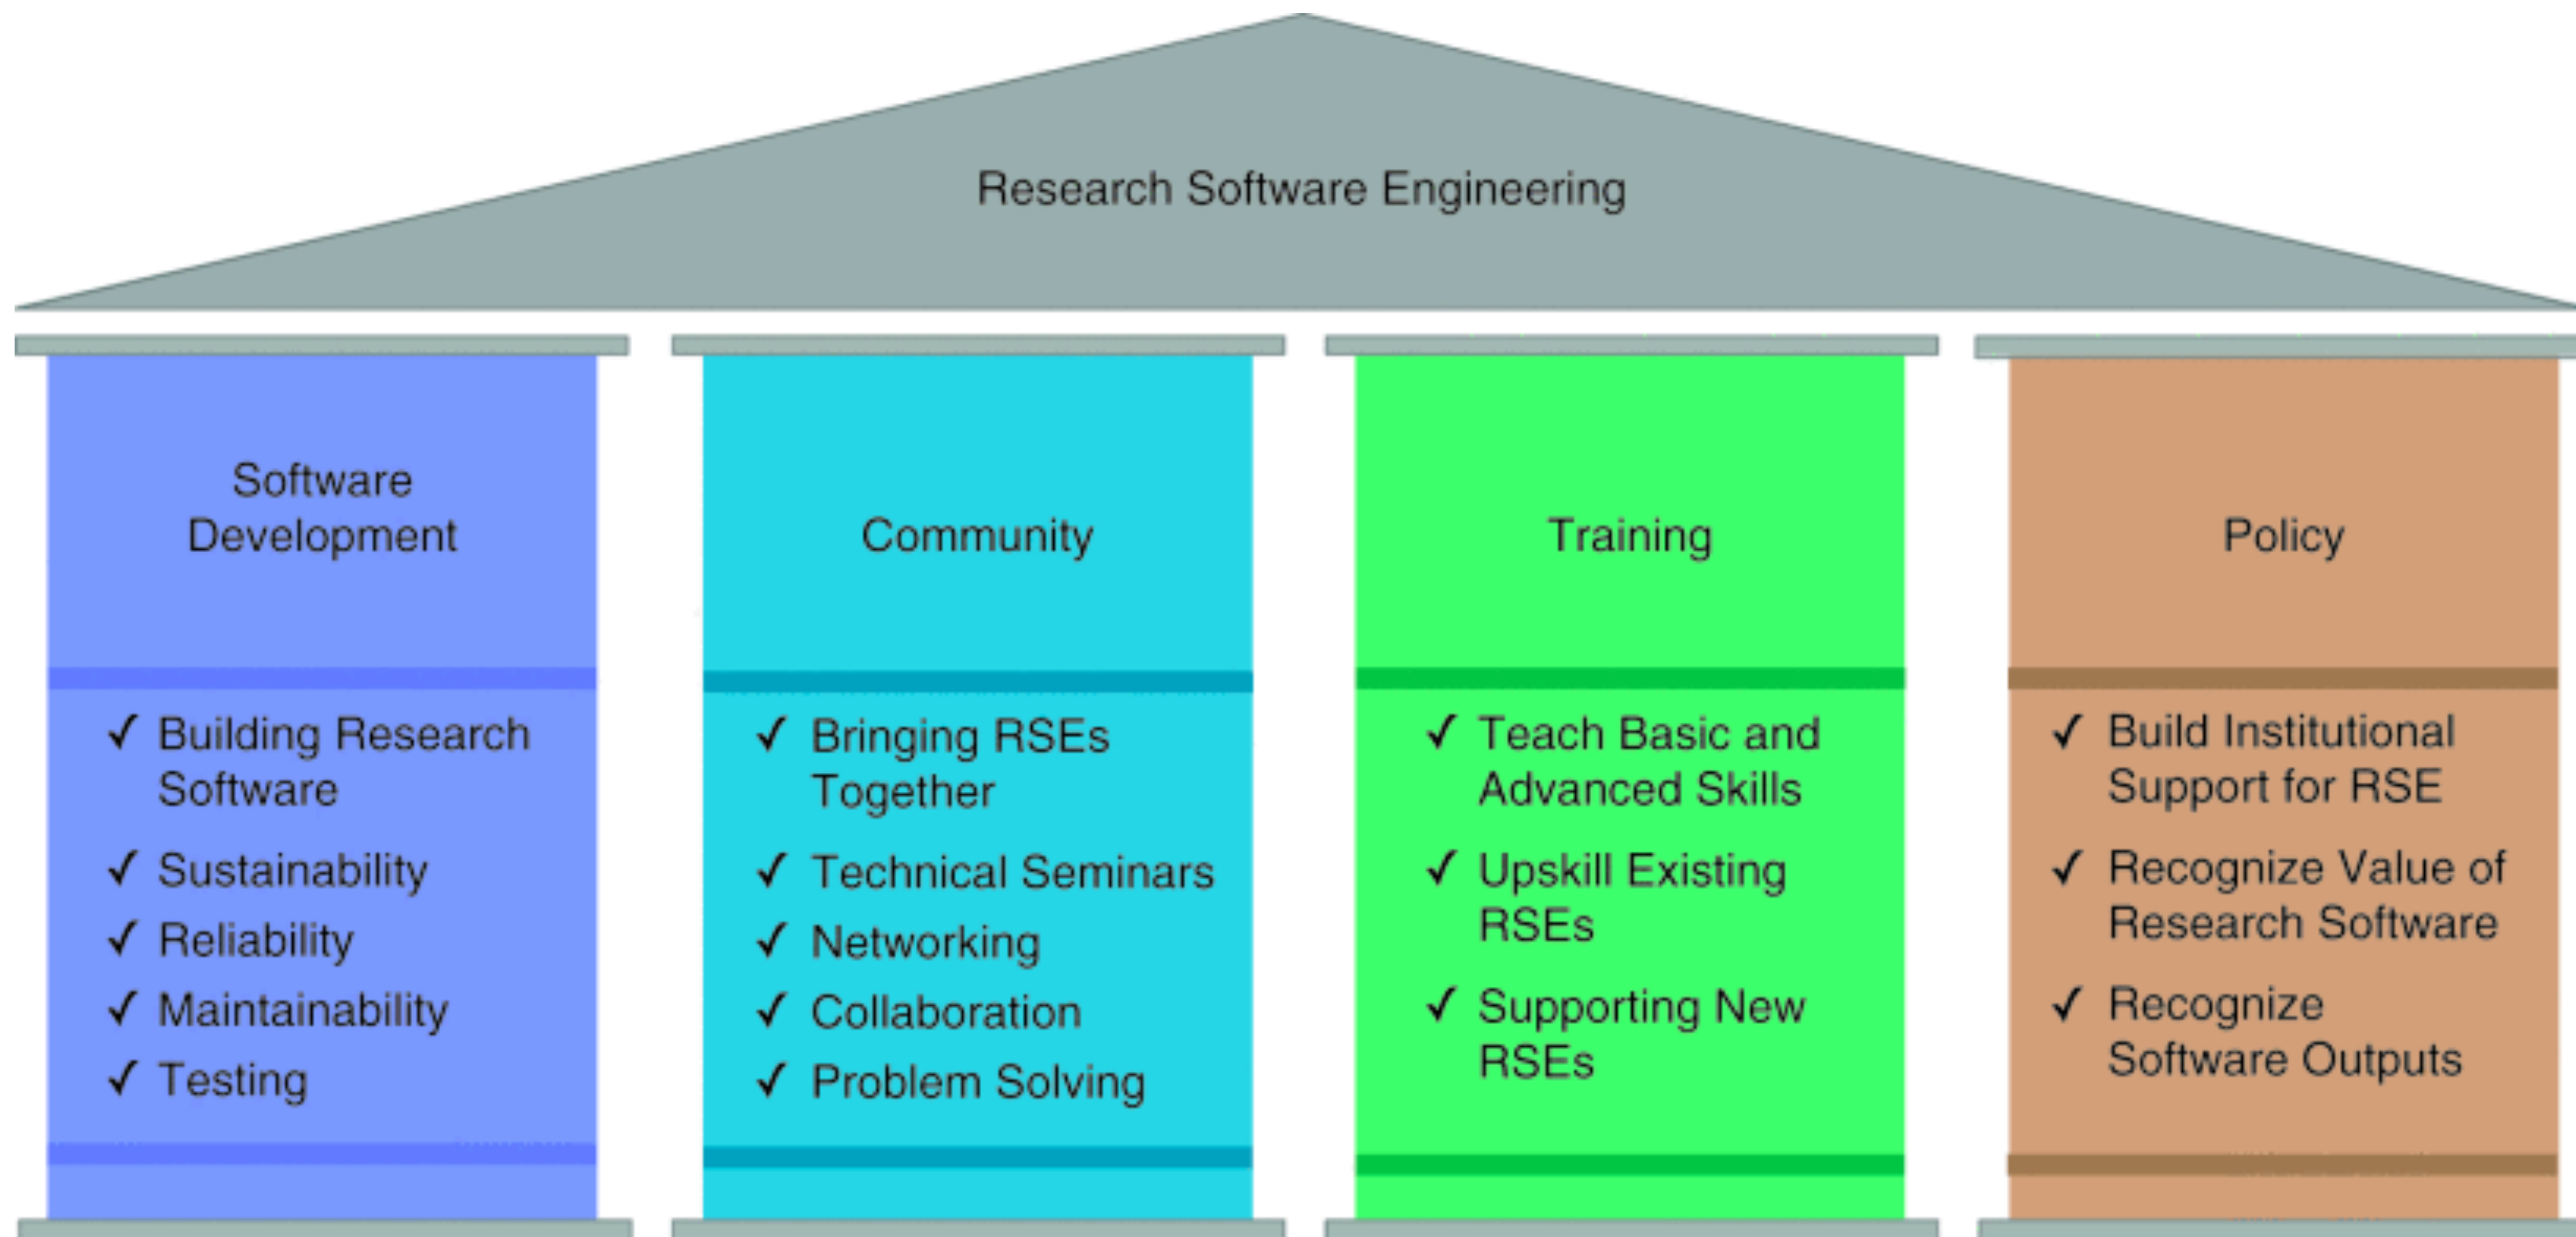 Research Software Engineering
Software
Development
✓ Building Research
Software
✓ Sustainability
✓ Reliability
✓ Maintainability
✓ Testing
Community
✓ Bringing RSEs
Together
✓ Technical Seminars
✓ Networking
✓ Collaboration
✓ Problem Solving
Training
✓ Teach Basic and
Advanced Skills
✓ Upskill Existing
RSEs
✓ Supporting New
RSEs
Policy
✓ Build Institutional
Support for RSE
✓ Recognize Value of
Research Software
✓ Recognize
Software Outputs